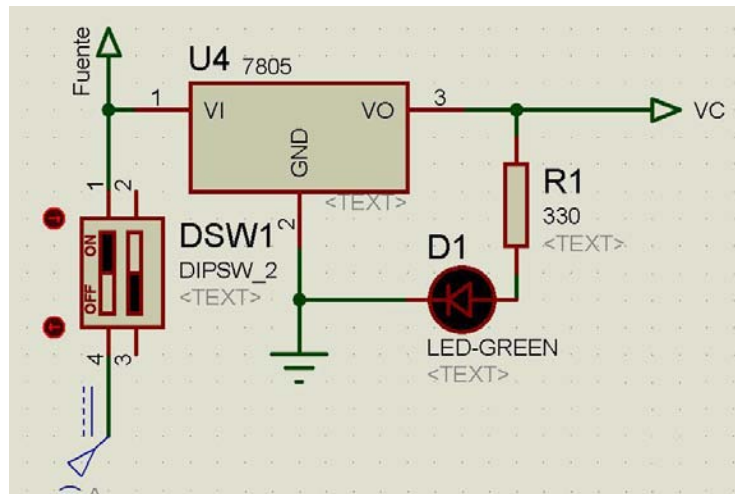 Fuente
U4 7805
1
VI
VO
3
VC
GND
<TEXT>
2
1
2
R1
330
<TEXT>
DSW1
DIPSW_2
<TEXT>
ON
OFF
D1
LED-GREEN
<TEXT>
4
3